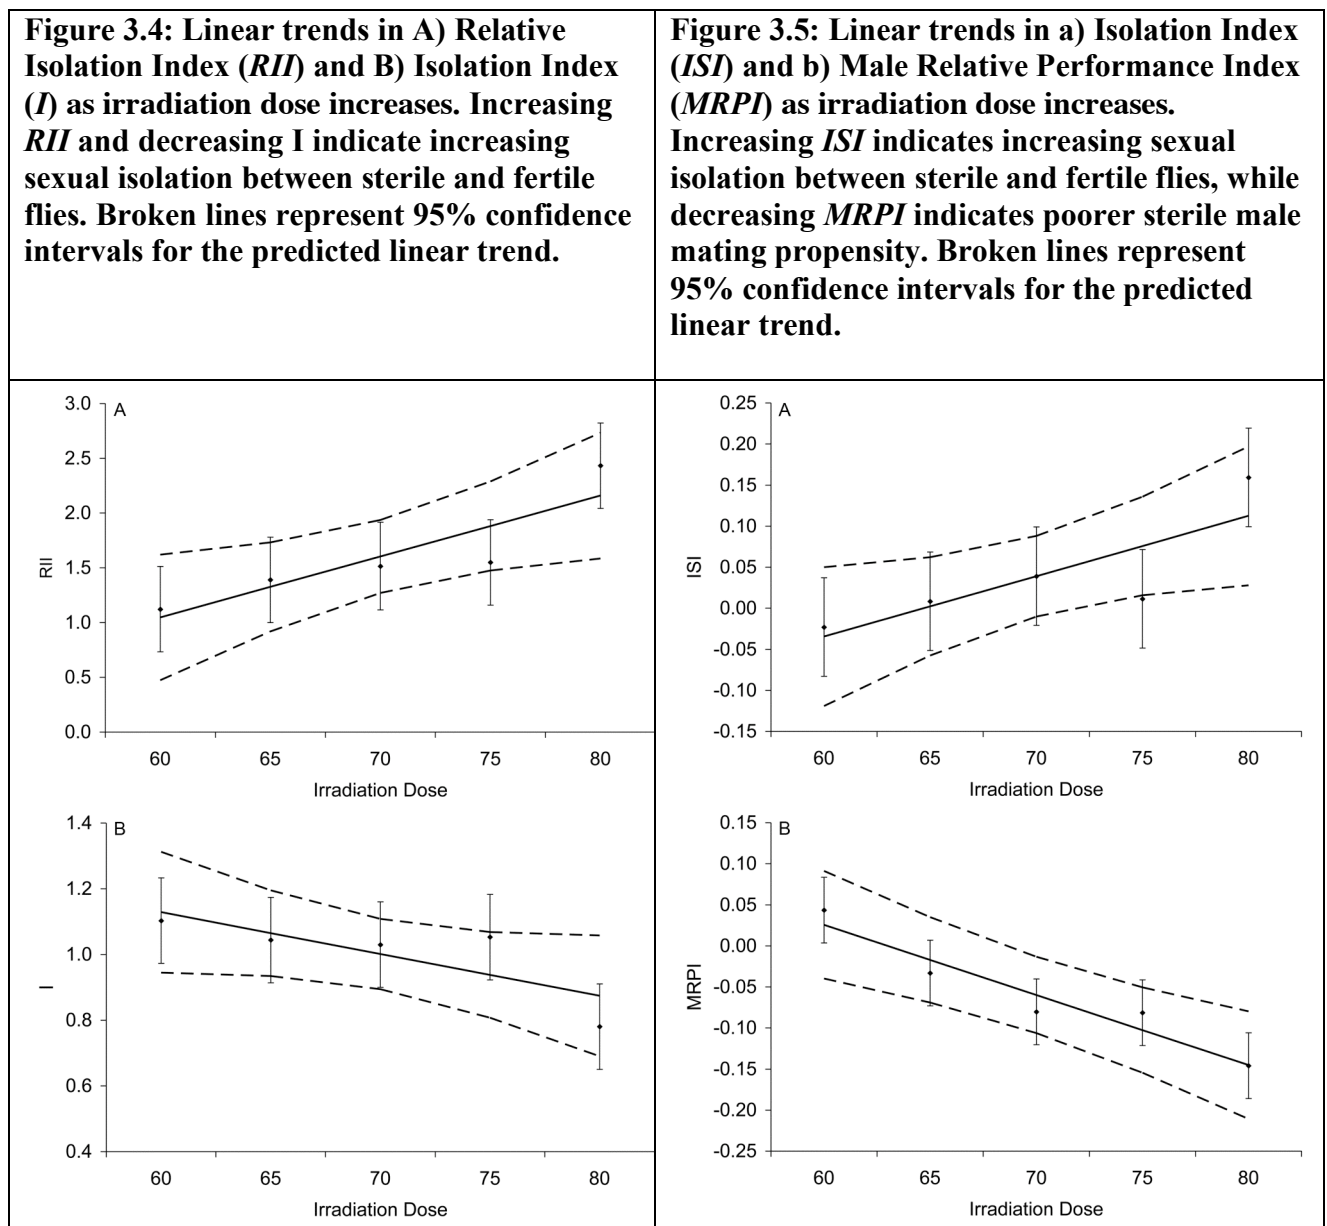 Figure 3.4: Linear trends in A) Relative
Isolation Index (RII) and B) Isolation Index
(I) as irradiation dose increases. Increasing
RII and decreasing I indicate increasing
sexual isolation between sterile and fertile
flies. Broken lines represent 95% confidence
intervals for the predicted linear trend.
Figure 3.5: Linear trends in a) Isolation Index
(ISI) and b) Male Relative Performance Index
(MRPI) as irradiation dose increases.
Increasing ISI indicates increasing sexual
isolation between sterile and fertile flies, while
decreasing MRPI indicates poorer sterile male
mating propensity. Broken lines represent
95% confidence intervals for the predicted
linear trend.
A
RII
3.0
2.5
2.0
1.5
1.0
0.5
0.0
60 65 70 75 80
Irradiation Dose
B
I
1.4
1.2
1.0
0.8
0.6
0.4
60 65 70 75 80
Irradiation Dose
A
ISI
0.25
0.20
0.15
0.10
0.05
0.00
-0.05
-0.10
-0.15
60 65 70 75 80
Irradiation Dose
B
MRPI
0.15
0.10
0.05
0.00
-0.05
-0.10
-0.15
-0.20
-0.25
60 65 70 75 80
Irradiation Dose